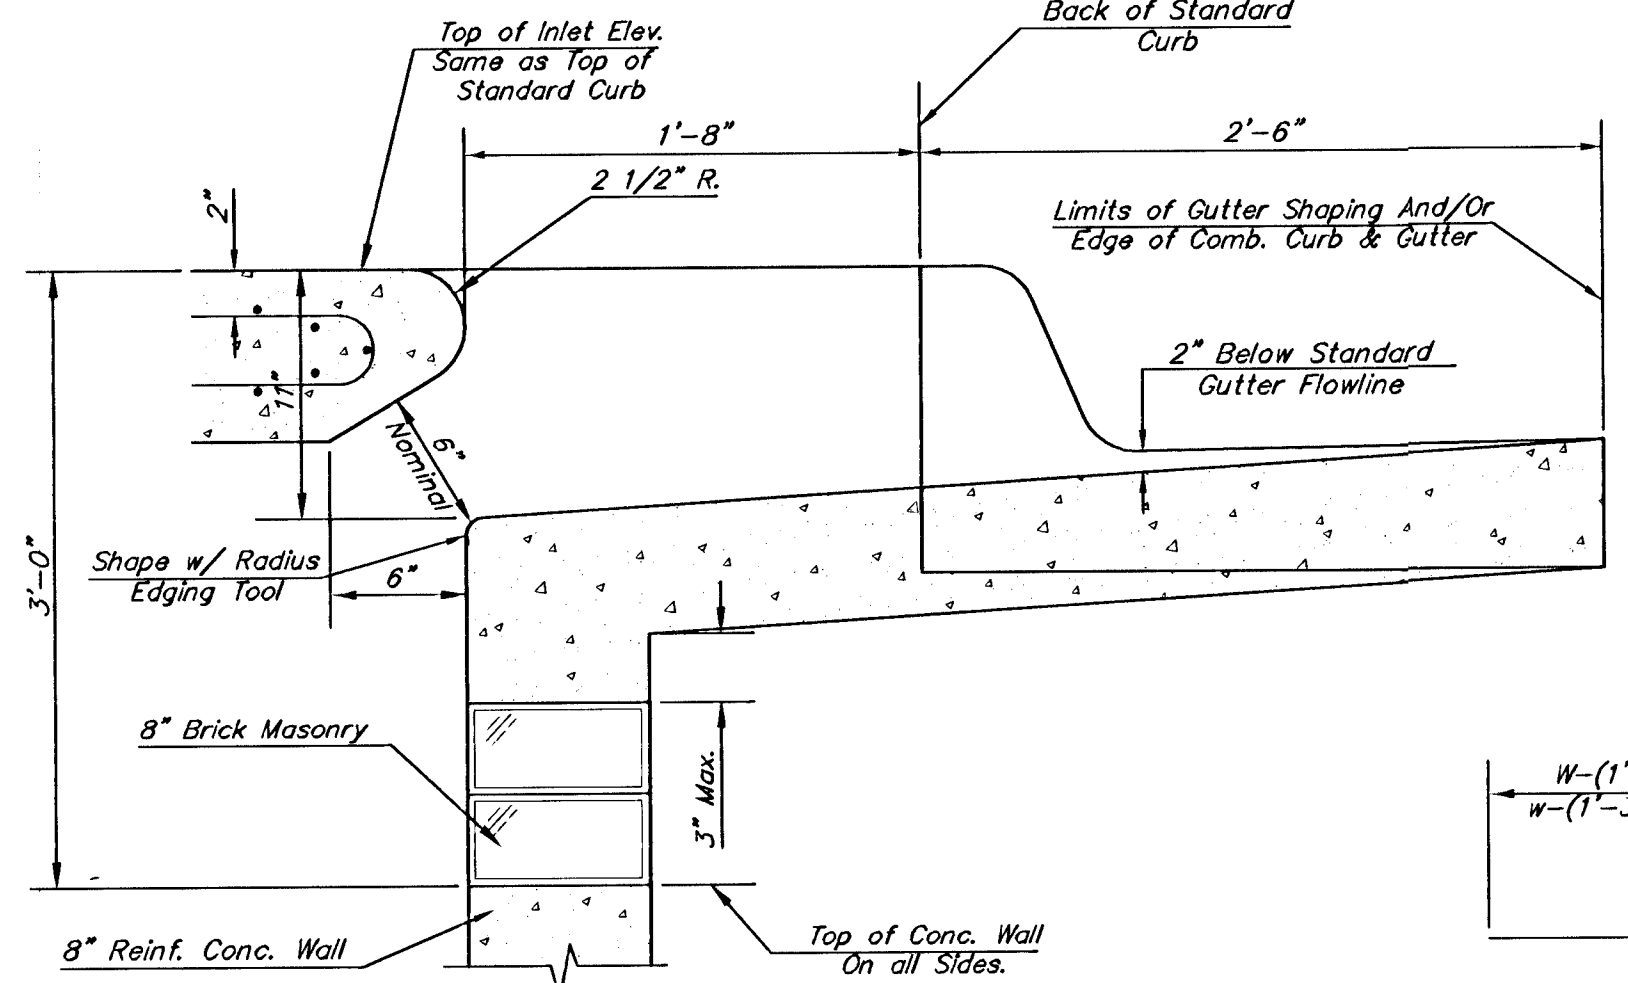 Back of Standard
Curb
Top of Inlet Elev.
Same as Top of
Standard Curb
1'-8"
2'-6"
2 1/2" R.
2"
Limits of Gutter Shaping And/Or
Edge of Comb. Curb & Gutter
2" Below Standard
Gutter Flowline
11"
6"
Nominal
3'-0"
Shape w/ Radius
Edging Tool
6"
8" Brick Masonry
3" Max.
W-(1'
w-(1'-3
8" Reinf. Conc. Wall
Top of Conc. Wall
On all Sides.